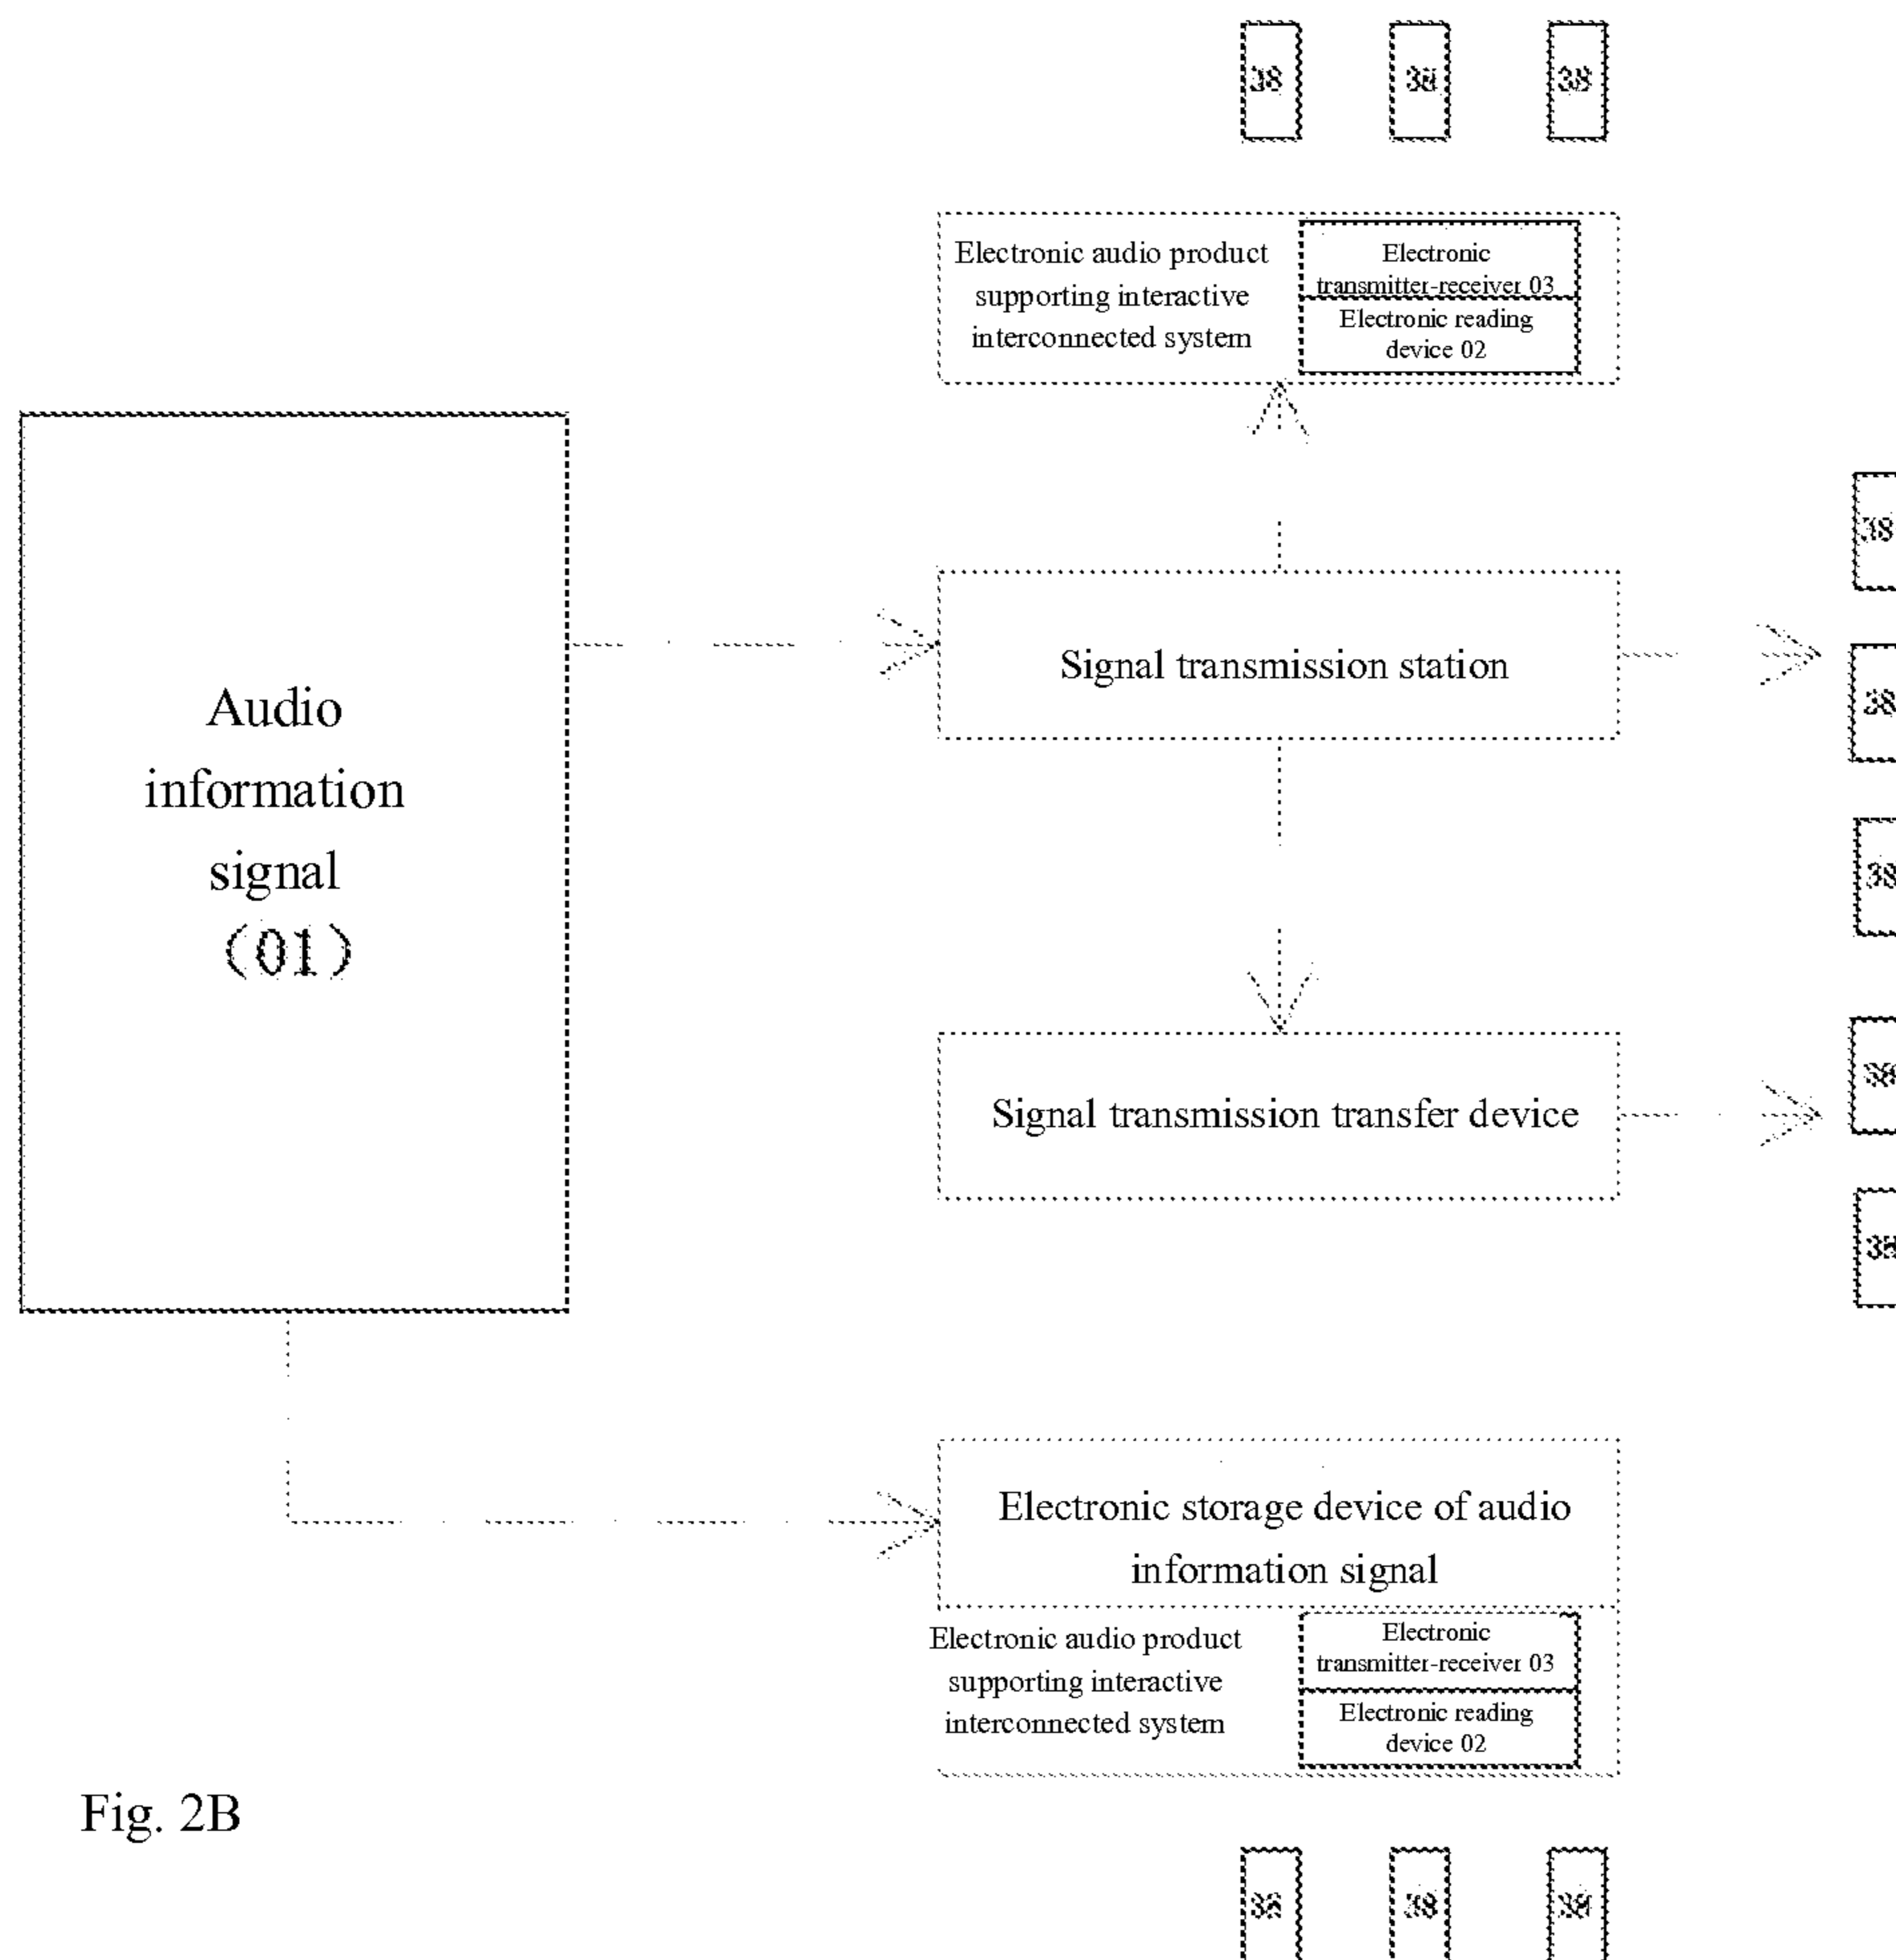 38 38 38
Electronic audio product
supporting interactive
interconnected system
Electronic
transmitter-receiver 03
Electronic reading
device 02
Audio
information
signal
(01)
Signal transmission station
38
38
38
Signal transmission transfer device
38
38
Electronic storage device of audio
information signal
Electronic audio product
supporting interactive
interconnected system
Electronic
transmitter-receiver 03
Electronic reading
device 02
Fig. 2B
38 38 38